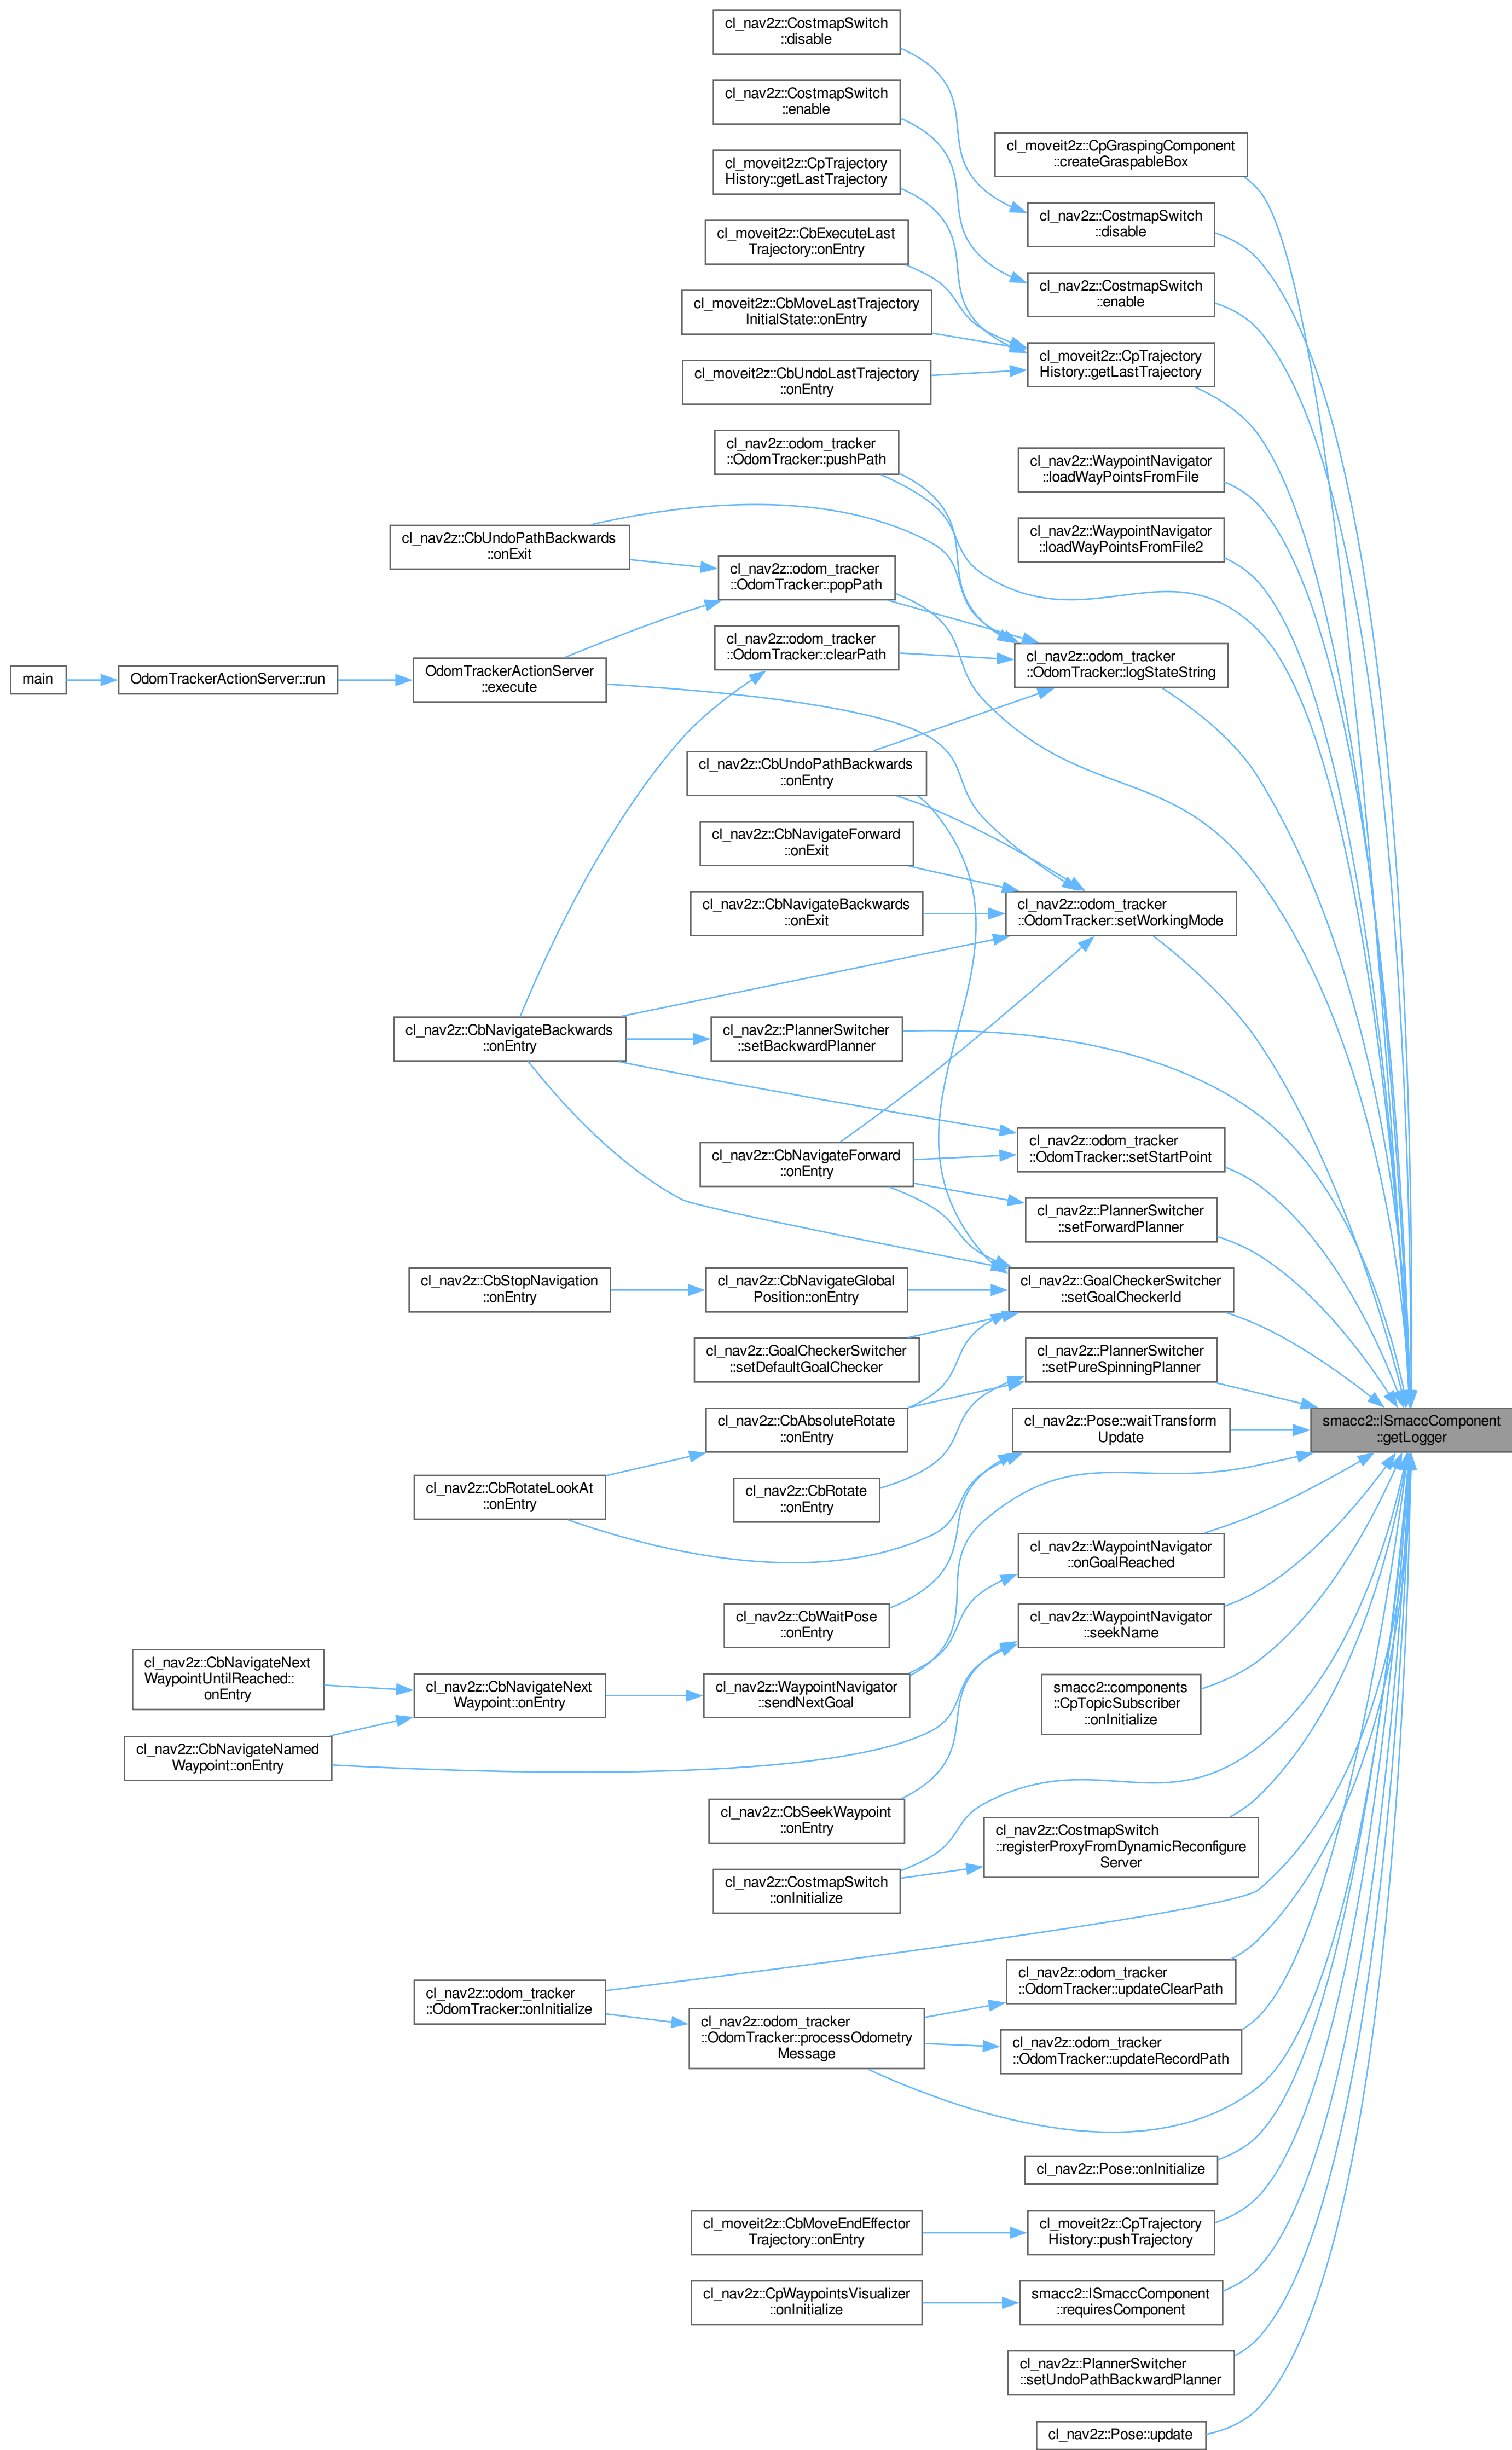 cl_nav2z::CostmapSwitch
::disable
cl_nav2z::CostmapSwitch
::enable
cl_moveit2z::CpGraspingComponent
::createGraspableBox
cl_moveit2z::CpTrajectory
History::getLastTrajectory
cl_nav2z::CostmapSwitch
::disable
cl_moveit2z::CbExecuteLast
Trajectory::onEntry
cl_nav2z::CostmapSwitch
::enable
cl_moveit2z::CbMoveLastTrajectory
InitialState::onEntry
cl_moveit2z::CpTrajectory
History::getLastTrajectory
cl_moveit2z::CbUndoLastTrajectory
::onEntry
cl_nav2z::odom_tracker
::OdomTracker::pushPath
cl_nav2z::WaypointNavigator
::loadWayPointsFromFile
cl_nav2z::WaypointNavigator
::loadWayPointsFromFile2
cl_nav2z::CbUndoPathBackwards
::onExit
cl_nav2z::odom_tracker
::OdomTracker::popPath
cl_nav2z::odom_tracker
::OdomTracker::clearPath
cl_nav2z::odom_tracker
::OdomTracker::logStateString
main
OdomTrackerActionServer::run
OdomTrackerActionServer
::execute
cl_nav2z::CbUndoPathBackwards
::onEntry
cl_nav2z::CbNavigateForward
::onExit
cl_nav2z::CbNavigateBackwards
::onExit
cl_nav2z::odom_tracker
::OdomTracker::setWorkingMode
cl_nav2z::CbNavigateBackwards
::onEntry
cl_nav2z::PlannerSwitcher
::setBackwardPlanner
cl_nav2z::CbNavigateForward
::onEntry
cl_nav2z::odom_tracker
::OdomTracker::setStartPoint
cl_nav2z::PlannerSwitcher
::setForwardPlanner
cl_nav2z::CbStopNavigation
::onEntry
cl_nav2z::CbNavigateGlobal
Position::onEntry
cl_nav2z::GoalCheckerSwitcher
::setGoalCheckerId
cl_nav2z::GoalCheckerSwitcher
::setDefaultGoalChecker
cl_nav2z::PlannerSwitcher
::setPureSpinningPlanner
cl_nav2z::CbAbsoluteRotate
::onEntry
cl_nav2z::Pose::waitTransform
Update
smacc2::ISmaccComponent
::getLogger
cl_nav2z::CbRotateLookAt
::onEntry
cl_nav2z::CbRotate
::onEntry
cl_nav2z::WaypointNavigator
::onGoalReached
cl_nav2z::CbWaitPose
::onEntry
cl_nav2z::WaypointNavigator
::seekName
cl_nav2z::CbNavigateNext
WaypointUntilReached::
onEntry
cl_nav2z::CbNavigateNext
Waypoint::onEntry
cl_nav2z::WaypointNavigator
::sendNextGoal
smacc2::components
::CpTopicSubscriber
::onInitialize
cl_nav2z::CbNavigateNamed
Waypoint::onEntry
cl_nav2z::CbSeekWaypoint
::onEntry
cl_nav2z::CostmapSwitch
::registerProxyFromDynamicReconfigure
Server
cl_nav2z::CostmapSwitch
::onInitialize
cl_nav2z::odom_tracker
::OdomTracker::onInitialize
cl_nav2z::odom_tracker
::OdomTracker::updateClearPath
cl_nav2z::odom_tracker
::OdomTracker::processOdometry
Message
cl_nav2z::odom_tracker
::OdomTracker::updateRecordPath
cl_nav2z::Pose::onInitialize
cl_moveit2z::CbMoveEndEffector
Trajectory::onEntry
cl_moveit2z::CpTrajectory
History::pushTrajectory
cl_nav2z::CpWaypointsVisualizer
::onInitialize
smacc2::ISmaccComponent
::requiresComponent
cl_nav2z::PlannerSwitcher
::setUndoPathBackwardPlanner
cl_nav2z::Pose::update